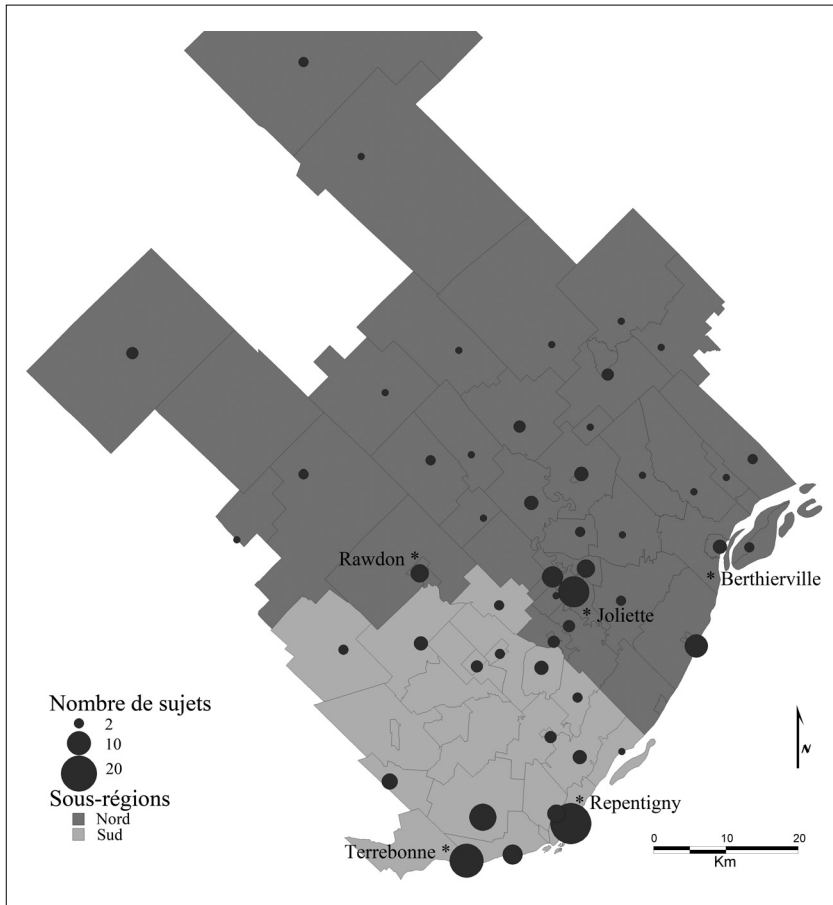 Rawdon *
* Berthierville
* Joliette
Nombre de sujets
2
10
20
Sous-régions
Nord
Sud
N
* Repentigny
Terrebonne *
0 10 20
Km